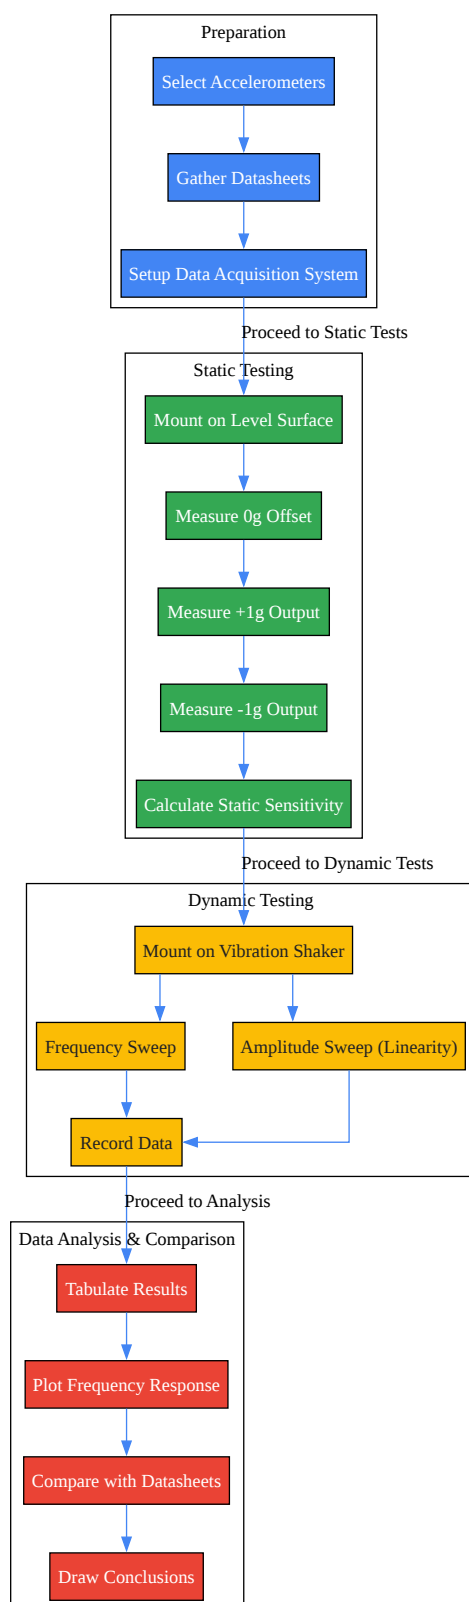 Preparation
Select Accelerometers
Gather Datasheets
Setup Data Acquisition System
Proceed to Static Tests
Static Testing
Mount on Level Surface
Measure 0g Offset
Measure +1g Output
Measure -1g Output
Calculate Static Sensitivity
Proceed to Dynamic Tests
Dynamic Testing
Mount on Vibration Shaker
Frequency Sweep
Amplitude Sweep (Linearity)
Record Data
Proceed to Analysis
Data Analysis & Comparison
Tabulate Results
Plot Frequency Response
Compare with Datasheets
Draw Conclusions